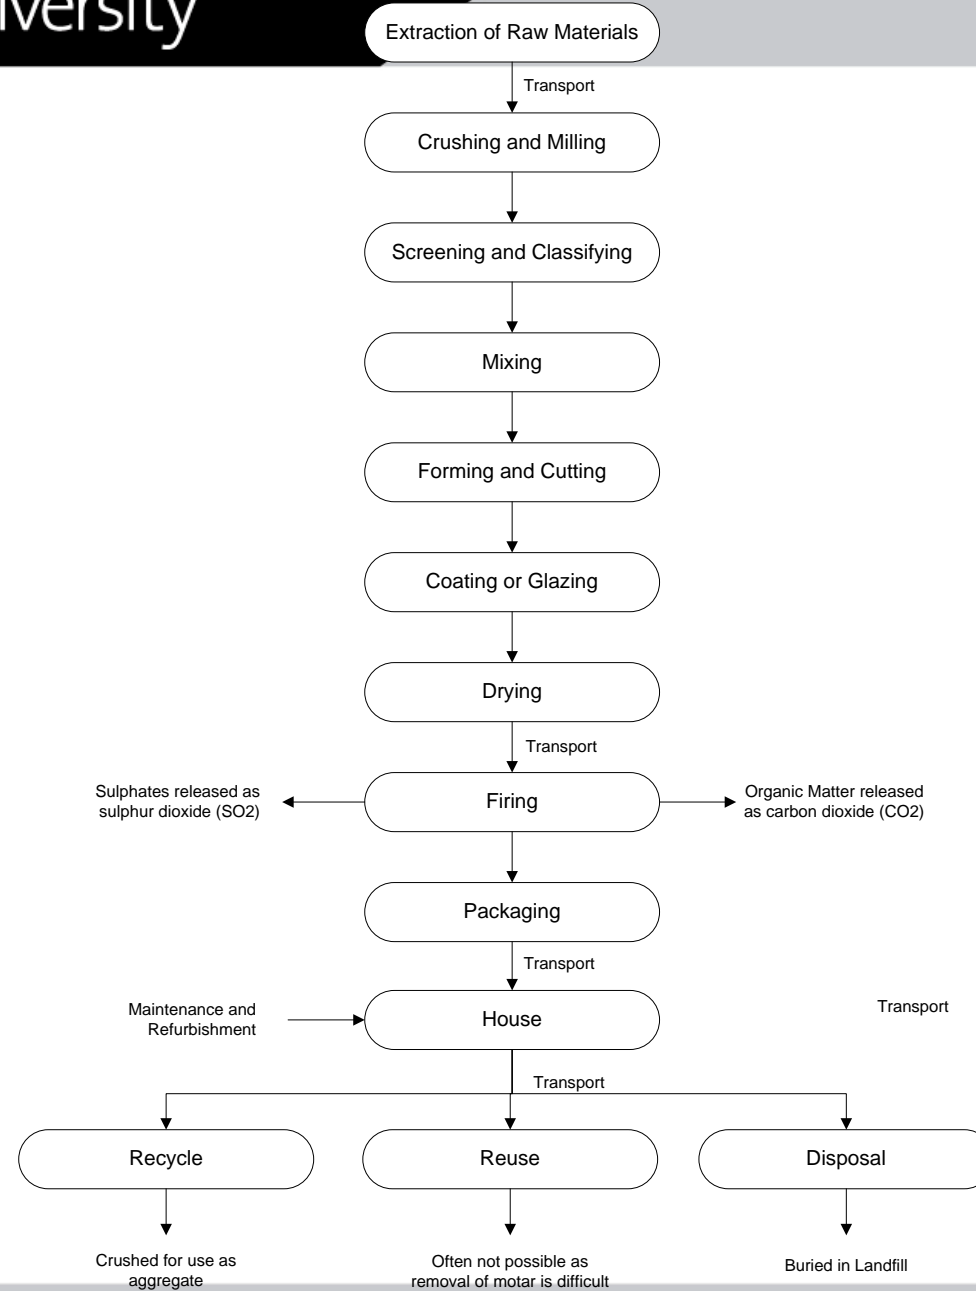 Extraction of Raw Materials
Transport
Crushing and Milling
Screening and Classifying
Mixing
Forming and Cutting
Coating or Glazing
Drying
Transport
Sulphates released as
sulphur dioxide (SO2)
Firing
Organic Matter released
as carbon dioxide (CO2)
Packaging
Transport
Maintenance and
Refurbishment
House
Transport
Transport
Recycle
Reuse
Disposal
Crushed for use as
aggregate
Often not possible as
removal of motar is difficult
Buried in Landfill